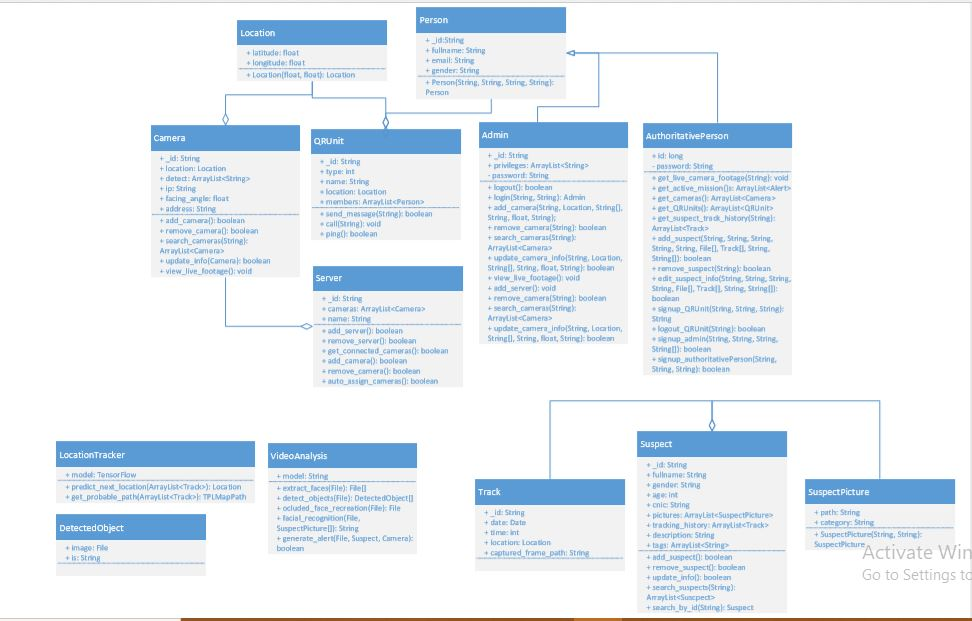 Location
+ latitude: float
+ longitude: float
+ Location(float, float): Location
Person
+ _id:String
+ fullname: String
+ email: String
+ gender: String
+ Person(String, String, String, String):
Person
Camera
+ _id: String
+ location: Location
+ detect: ArrayList<String>
+ ip: String
+ facing_angle: float
+ address: String
+ add_camera(): boolean
+ remove_camera(): boolean
+ search_cameras(String):
ArrayList<Camera>
+ update_info(Camera): boolean
+ view_live_footage(): void
QRUnit
+ _id: String
+ type: int
+ name: String
+ location: Location
+ members: ArrayList<Person>
+ send_message(String): boolean
+ call(String): void
+ ping(): boolean
Admin
+ _id: String
+ privileges: ArrayList<String>
- password: String
+ logout(): boolean
+ login(String, String): Admin
+ add_camera(String, Location, String[],
String, float, String);
+ remove_camera(String): boolean
+ search_cameras(String):
ArrayList<Camera>
+ update_camera_info(String, Location,
String[], String, float, String): boolean
+ view_live_footage(): void
+ add_server(): void
+ remove_camera(String): boolean
+ search_cameras(String):
ArrayList<Camera>
+ update_camera_info(String, Location,
String[], String, float, String): boolean
AuthoritativePerson
+ id: long
- password: String
+ get_live_camera_footage(String): void
+ get_active_mission()s: ArrayList<Alert>
+ get_cameras(): ArrayList<Camera>
+ get_QRUnits(): ArrayList<QRUnit>
+ get_suspect_track_history(String):
ArrayList<Track>
+ add_suspect(String, String, String,
String, String, File[], Track[], String,
String[]): boolean
+ remove_suspect(String): boolean
+ edit_suspect_info(String, String, String,
String, File[], Track[], String, String[]):
boolean
+ signup_QRUnit(String, String, String):
String
+ logout_QRUnit(String): boolean
+ signup_admin(String, String, String,
String[]): boolean
+ signup_authoritativePerson(String,
String, String): boolean
Server
+ _id: String
+ cameras: ArrayList<Camera>
+ name: String
+ add_server(): boolean
+ remove_server(): boolean
+ get_connected_cameras(): boolean
+ add_camera(): boolean
+ remove_camera(): boolean
+ auto_assign_cameras(): boolean
LocationTracker
+ model: TensorFlow
+ predict_next_location(ArrayList<Track>): Location
+ get_probable_path(ArrayList<Track>): TPLMapPath
VideoAnalysis
+ model: String
+ extract_faces(File): File[]
+ detect_objects(File): DetectedObject[]
+ ocluded_face_recreation(File): File
+ facial_recognition(File,
SuspectPicture[]): String
+ generate_alert(File, Suspect, Camera):
boolean
DetectedObject
+ image: File
+ is: String
Track
+ _id: String
+ date: Date
+ time: int
+ location: Location
+ captured_frame_path: String
Suspect
+ _id: String
+ fullname: String
+ gender: String
+ age: int
+ cnic: String
+ pictures: ArrayList<SuspectPicture>
+ tracking_history: ArrayList<Track>
+ description: String
+ tags: ArrayList<String>
+ add_suspect(): boolean
+ remove_suspect(): boolean
+ update_info(): boolean
+ search_suspects(String):
ArrayList<Suscpect>
+ search_by_id(String): Suspect
SuspectPicture
+ path: String
+ category: String
+ SuspectPicture(String, String):
SuspectPicture
Activate Win
Go to Settings to